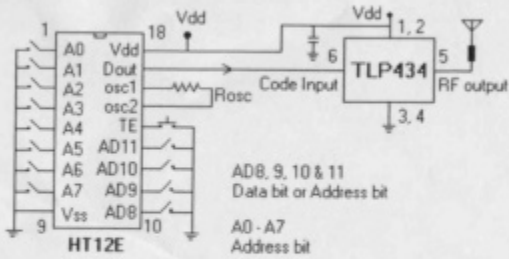 1
18
Vdd
Vdd
1, 2
A0
Vdd
A1
Dout
6
5
TLP434
A2
osc1
Rosc
Code Input
RF output
A3
osc2
A4
TE
3, 4
A5
AD11
A6
AD10
A7
AD9
Vss
AD8
9
10
HT12E
AD8, 9, 10 & 11
Data bit or Address bit
A0 - A7
Address bit